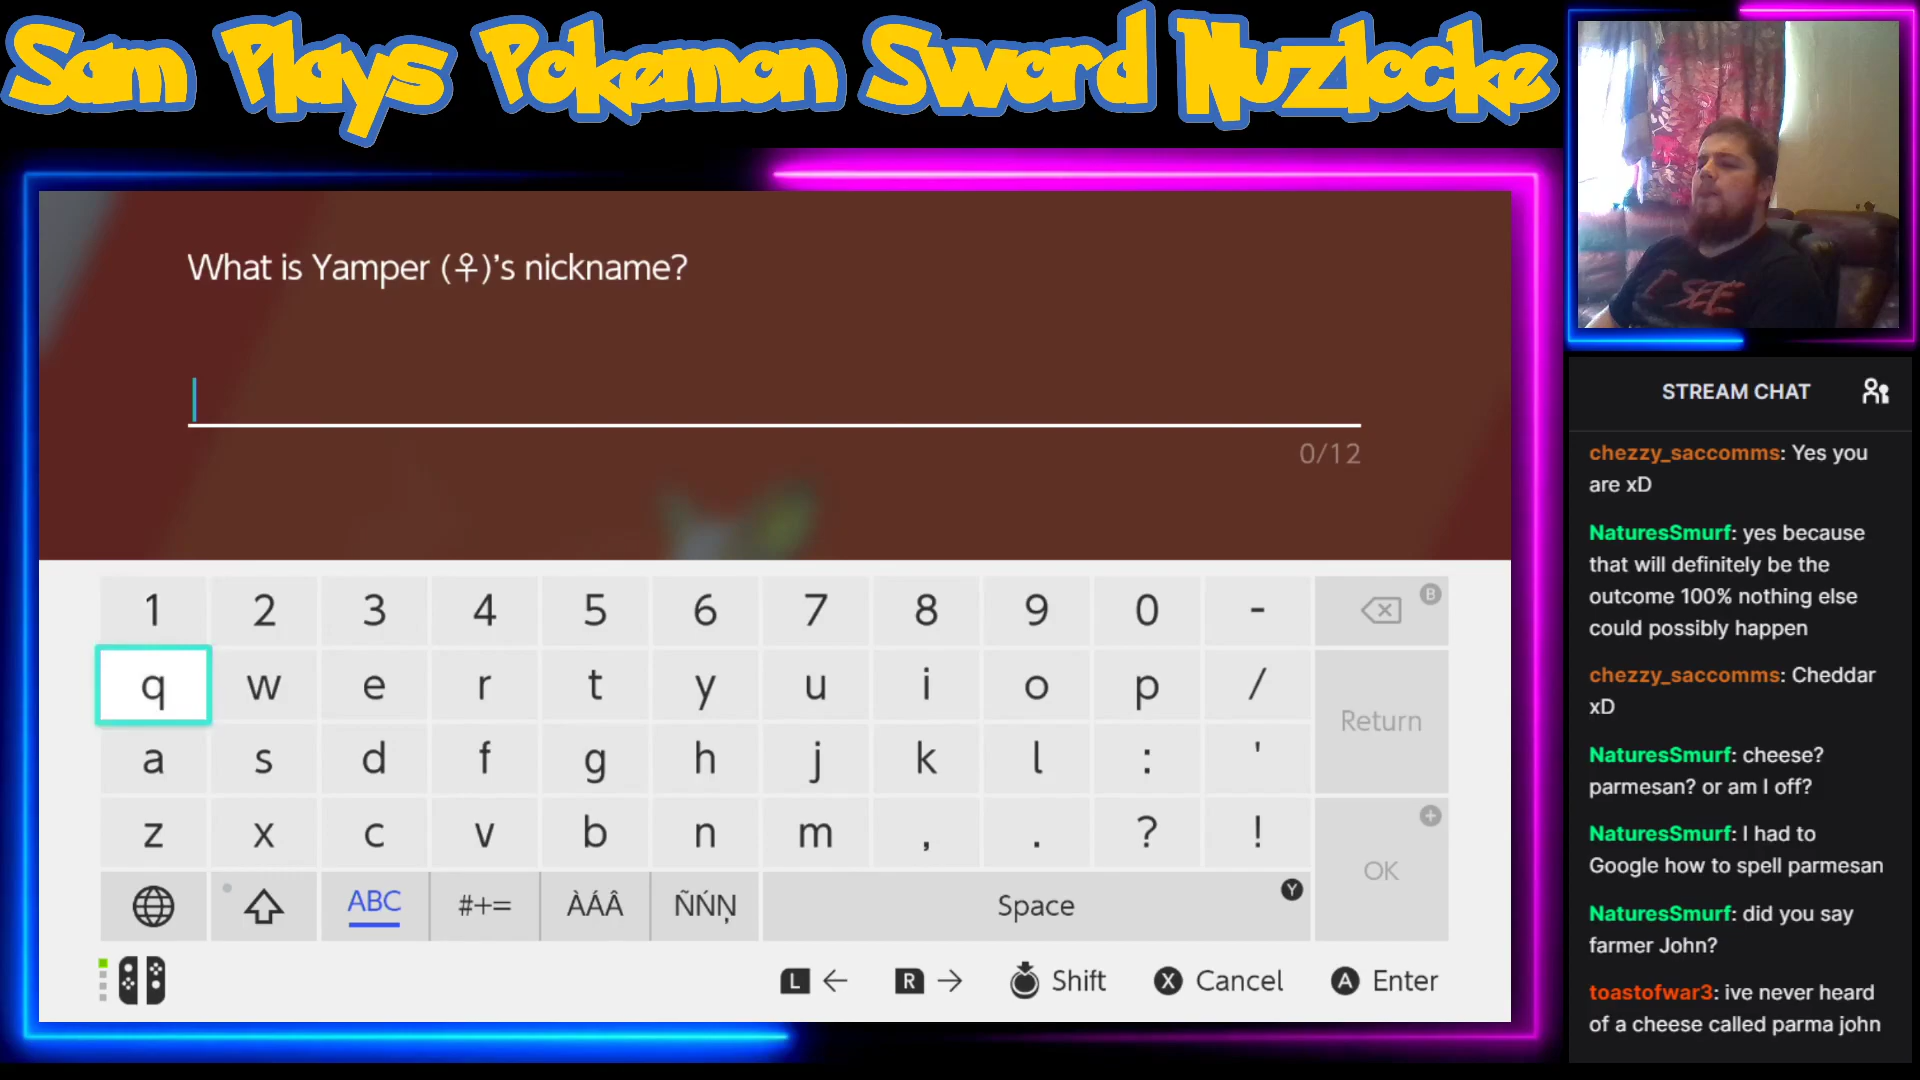 Sam Plays Pokemon Sword Nuzlocke
I SEE
What is Yamper (♀)'s nickname?
0/12
1 2 3 4 5 6 7 8 9 0 -
B
q w e r t y u i o p /
Return
a s d f g h j k l : '
z x c v b n m , . ? !
+
OK
ABC #+= ÀÁÂ ÑŃŅ Space Y
L ← R → Shift X Cancel A Enter
STREAM CHAT
chezzy_saccomms: Yes you
are xD
NaturesSmurf: yes because
that will definitely be the
outcome 100% nothing else
could possibly happen
chezzy_saccomms: Cheddar
xD
NaturesSmurf: cheese?
parmesan? or am I off?
NaturesSmurf: I had to
Google how to spell parmesan
NaturesSmurf: did you say
farmer John?
toastofwar3: ive never heard
of a cheese called parma john